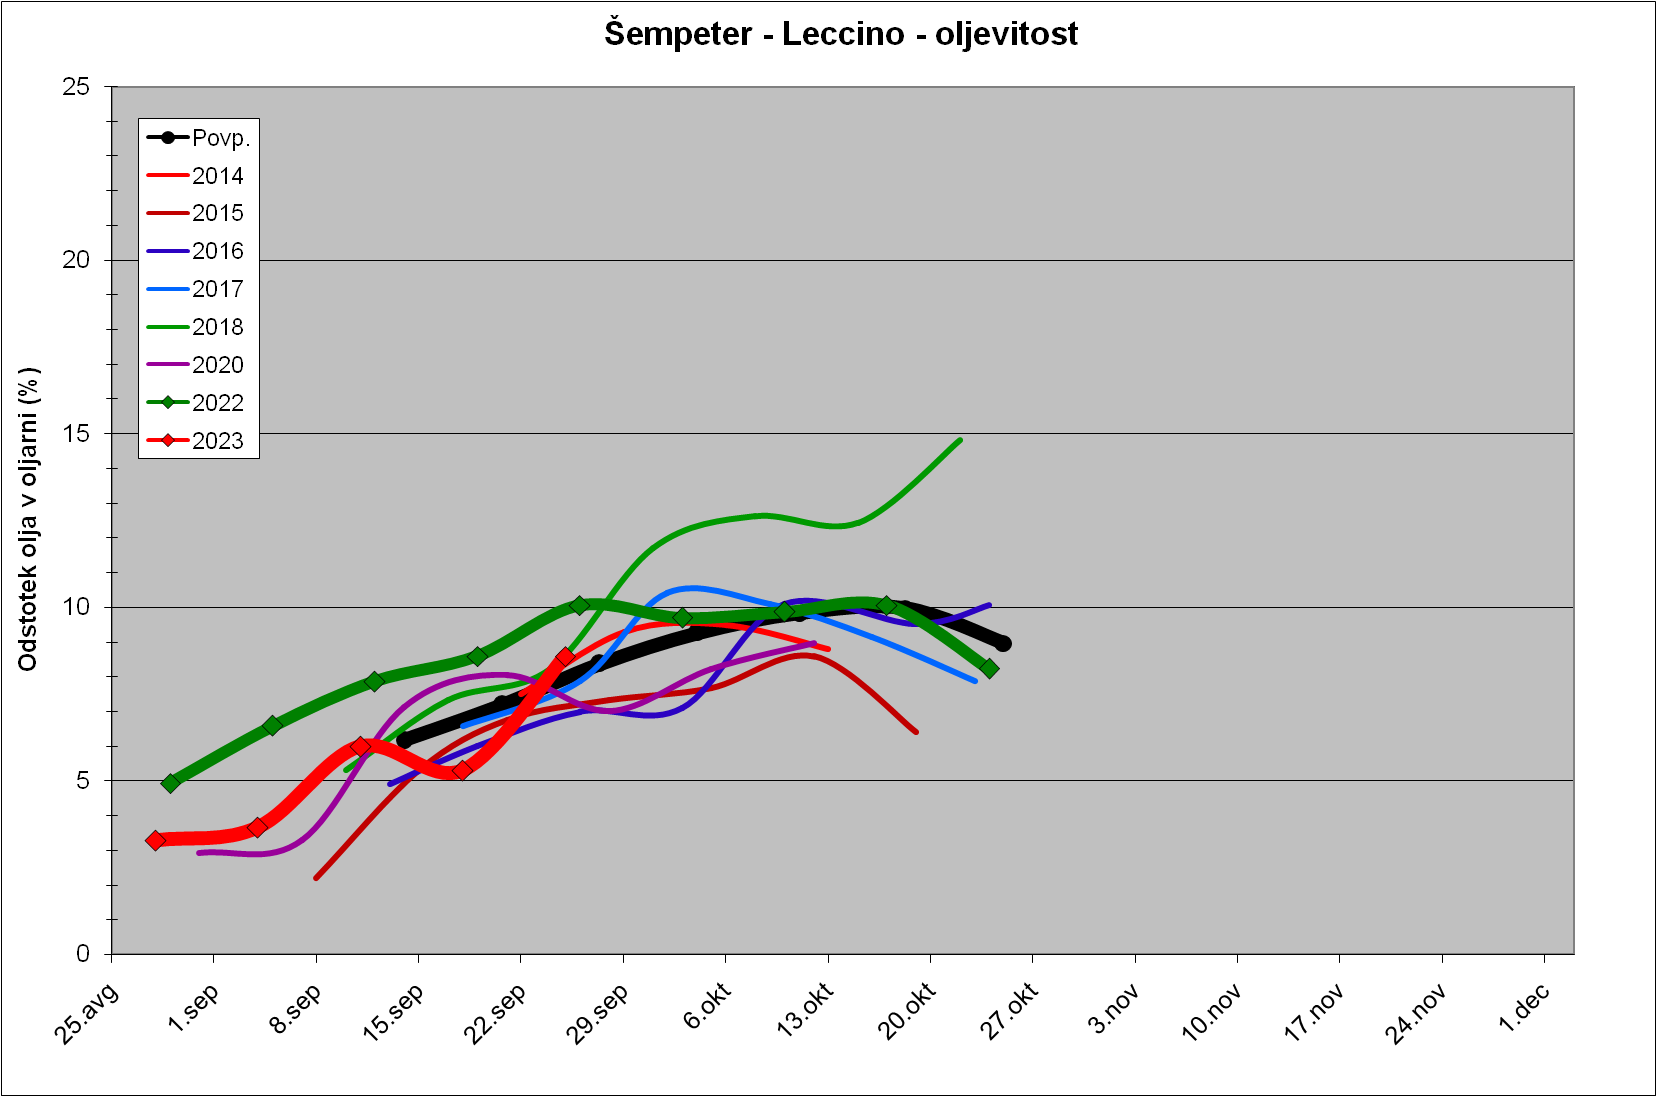 Šempeter - Leccino - oljevitost
Odstotek olja v oljarni (%)
25
20
15
10
5
0
Povp.
2014
2015
2016
2017
2018
2020
2022
2023
25.avg
1.sep
8.sep
15.sep
22.sep
29.sep
6.okt
13.okt
20.okt
27.okt
3.nov
10.nov
17.nov
24.nov
1.dec